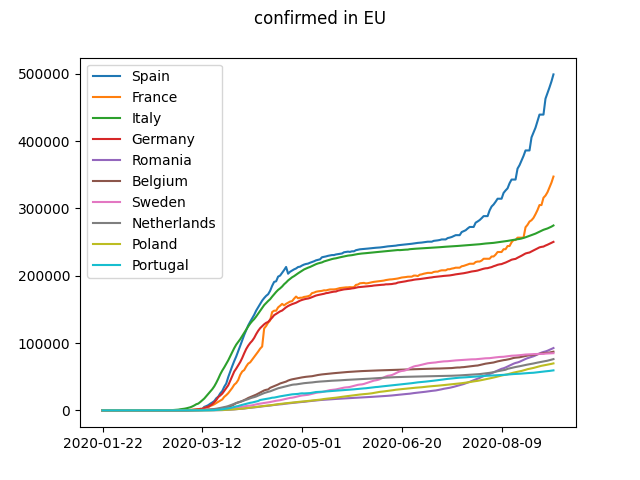 confirmed in EU
500000
400000
300000
200000
100000
0
Spain
France
Italy
Germany
Romania
Belgium
Sweden
Netherlands
Poland
Portugal
2020-01-22 2020-03-12 2020-05-01 2020-06-20 2020-08-09